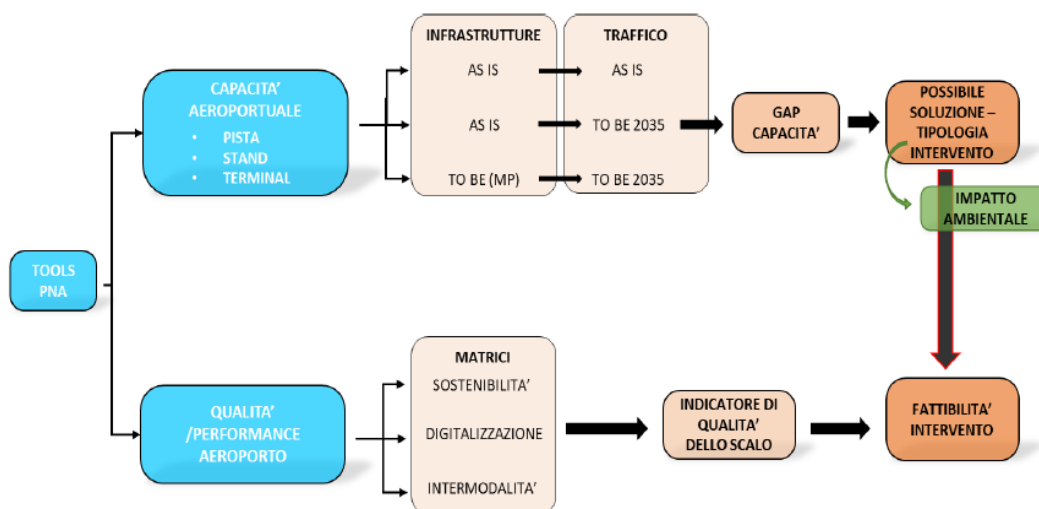 TOOLS
PNA
CAPACITA’
AEROPORTUALE
• PISTA
• STAND
• TERMINAL
INFRASTRUTTURE
AS IS
AS IS
TO BE (MP)
TRAFFICO
AS IS
TO BE 2035
TO BE 2035
GAP
CAPACITA’
POSSIBILE
SOLUZIONE –
TIPOLOGIA
INTERVENTO
IMPATTO
AMBIENTALE
QUALITA’
/PERFORMANCE
AEROPORTO
MATRICI
SOSTENIBILITA’
DIGITALIZZAZIONE
INTERMODALITA’
INDICATORE DI
QUALITA’
DELLO SCALO
FATTIBILITA’
INTERVENTO